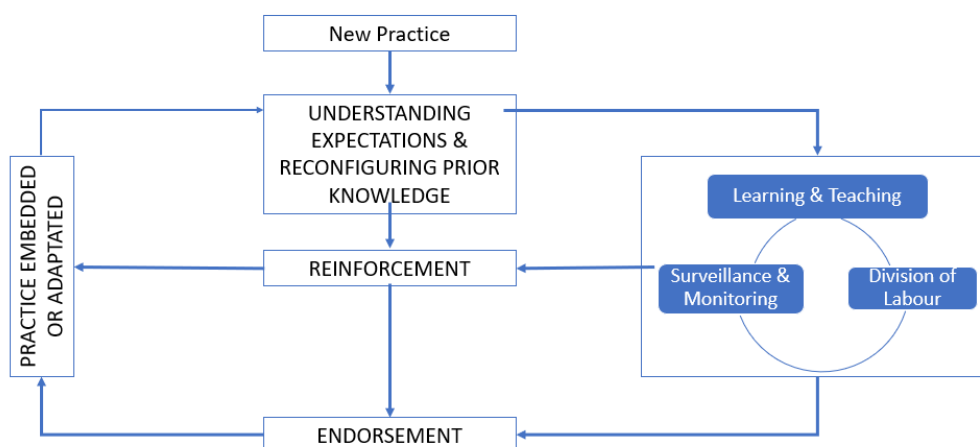 New Practice
UNDERSTANDING
EXPECTATIONS &
RECONFIGURING PRIOR
KNOWLEDGE
PRACTICE EMBEDDED
OR ADAPTATED
Learning & Teaching
REINFORCEMENT
Surveillance &
Monitoring
Division of
Labour
ENDORSEMENT